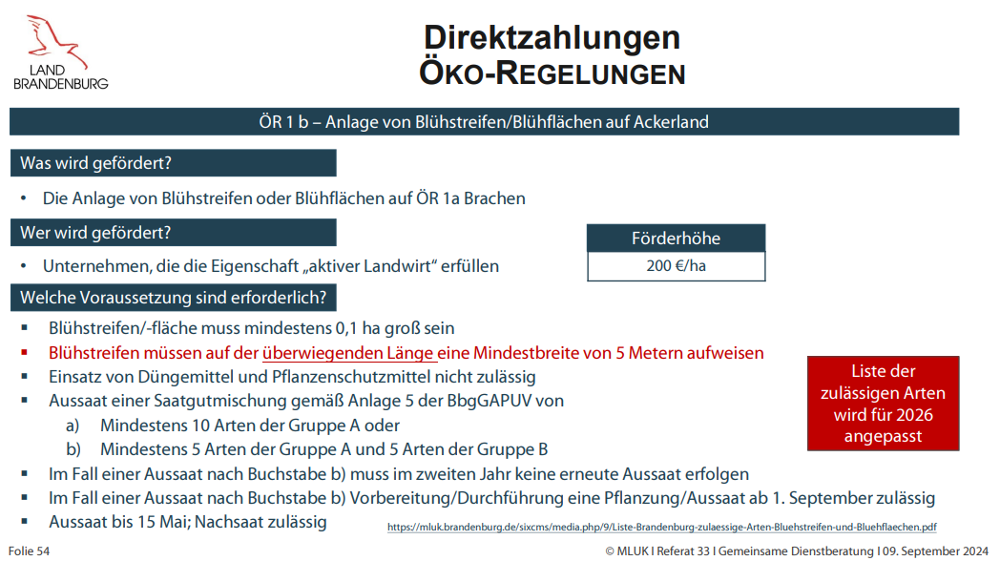 LAND
BRANDENBURG
Direktzahlungen
ÖKO-REGELUNGEN
ÖR 1 b – Anlage von Blühstreifen/Blühflächen auf Ackerland
Was wird gefördert?
• Die Anlage von Blühstreifen oder Blühflächen auf ÖR 1a Brachen
Wer wird gefördert?
• Unternehmen, die die Eigenschaft „aktiver Landwirt“ erfüllen
Förderhöhe
200 €/ha
Welche Voraussetzung sind erforderlich?
▪ Blühstreifen/-fläche muss mindestens 0,1 ha groß sein
▪ Blühstreifen müssen auf der überwiegenden Länge eine Mindestbreite von 5 Metern aufweisen
▪ Einsatz von Düngemittel und Pflanzenschutzmittel nicht zulässig
▪ Aussaat einer Saatgutmischung gemäß Anlage 5 der BbgGAPUV von
a) Mindestens 10 Arten der Gruppe A oder
b) Mindestens 5 Arten der Gruppe A und 5 Arten der Gruppe B
▪ Im Fall einer Aussaat nach Buchstabe b) muss im zweiten Jahr keine erneute Aussaat erfolgen
▪ Im Fall einer Aussaat nach Buchstabe b) Vorbereitung/Durchführung eine Pflanzung/Aussaat ab 1. September zulässig
▪ Aussaat bis 15 Mai; Nachsaat zulässig
Liste der
zulässigen Arten
wird für 2026
angepasst
https://mluk.brandenburg.de/sixcms/media.php/9/Liste-Brandenburg-zulaessige-Arten-Bluehstreifen-und-Bluehflaechen.pdf
Folie 54
© MLUK I Referat 33 I Gemeinsame Dienstberatung I 09. September 2024